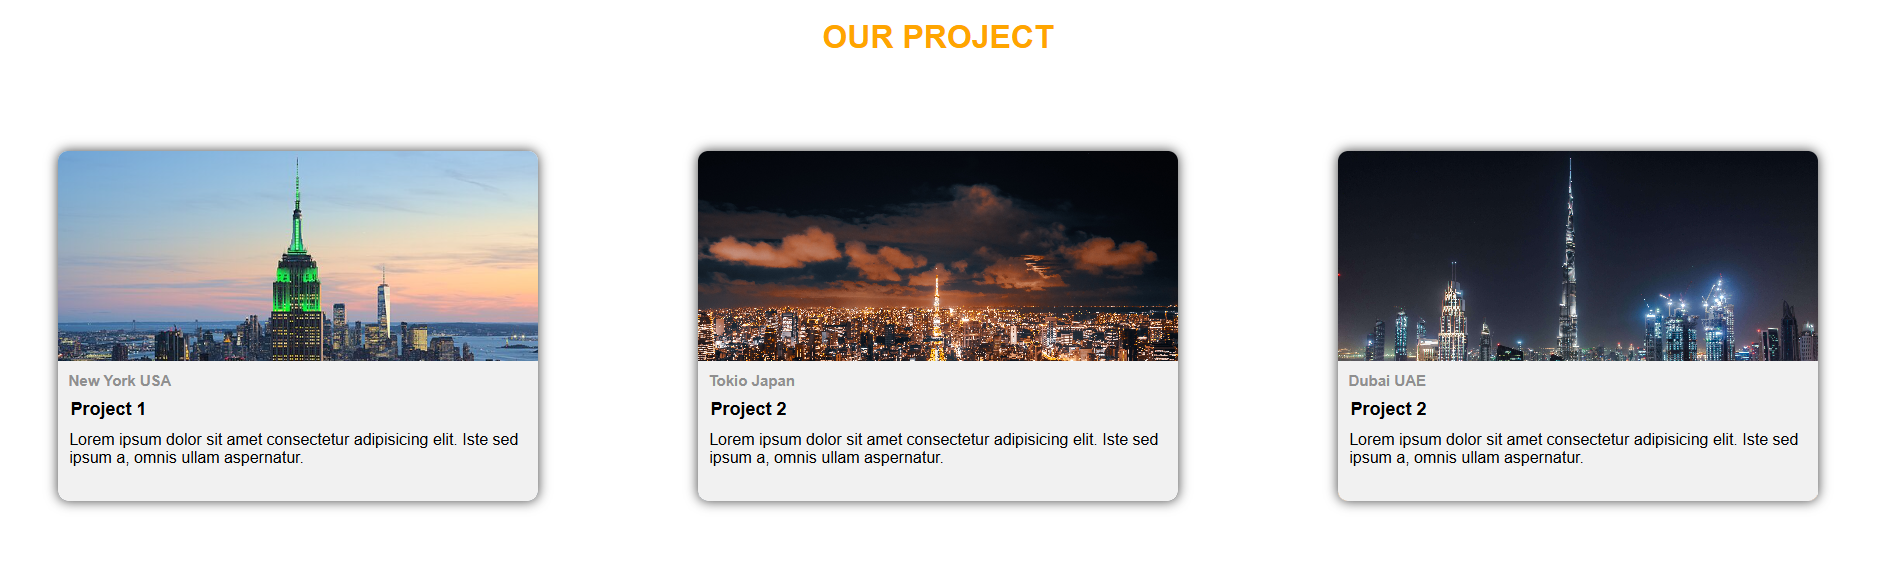 OUR PROJECT
New York USA
Project 1
Lorem ipsum dolor sit amet consectetur adipisicing elit. Iste sed
ipsum a, omnis ullam aspernatur.
Tokio Japan
Project 2
Lorem ipsum dolor sit amet consectetur adipisicing elit. Iste sed
ipsum a, omnis ullam aspernatur.
Dubai UAE
Project 2
Lorem ipsum dolor sit amet consectetur adipisicing elit. Iste sed
ipsum a, omnis ullam aspernatur.